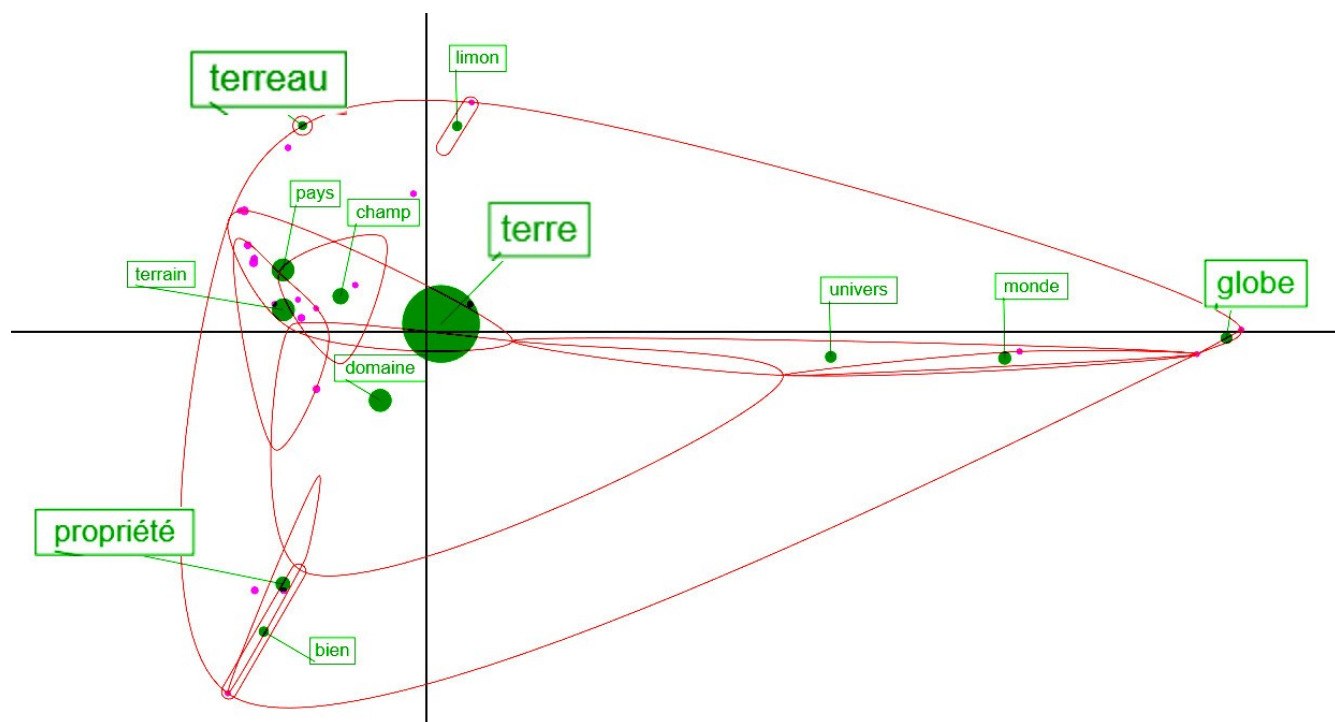 limon
terreau
pays
champ
terre
terrain
univers
monde
globe
domaine
propriété
bien